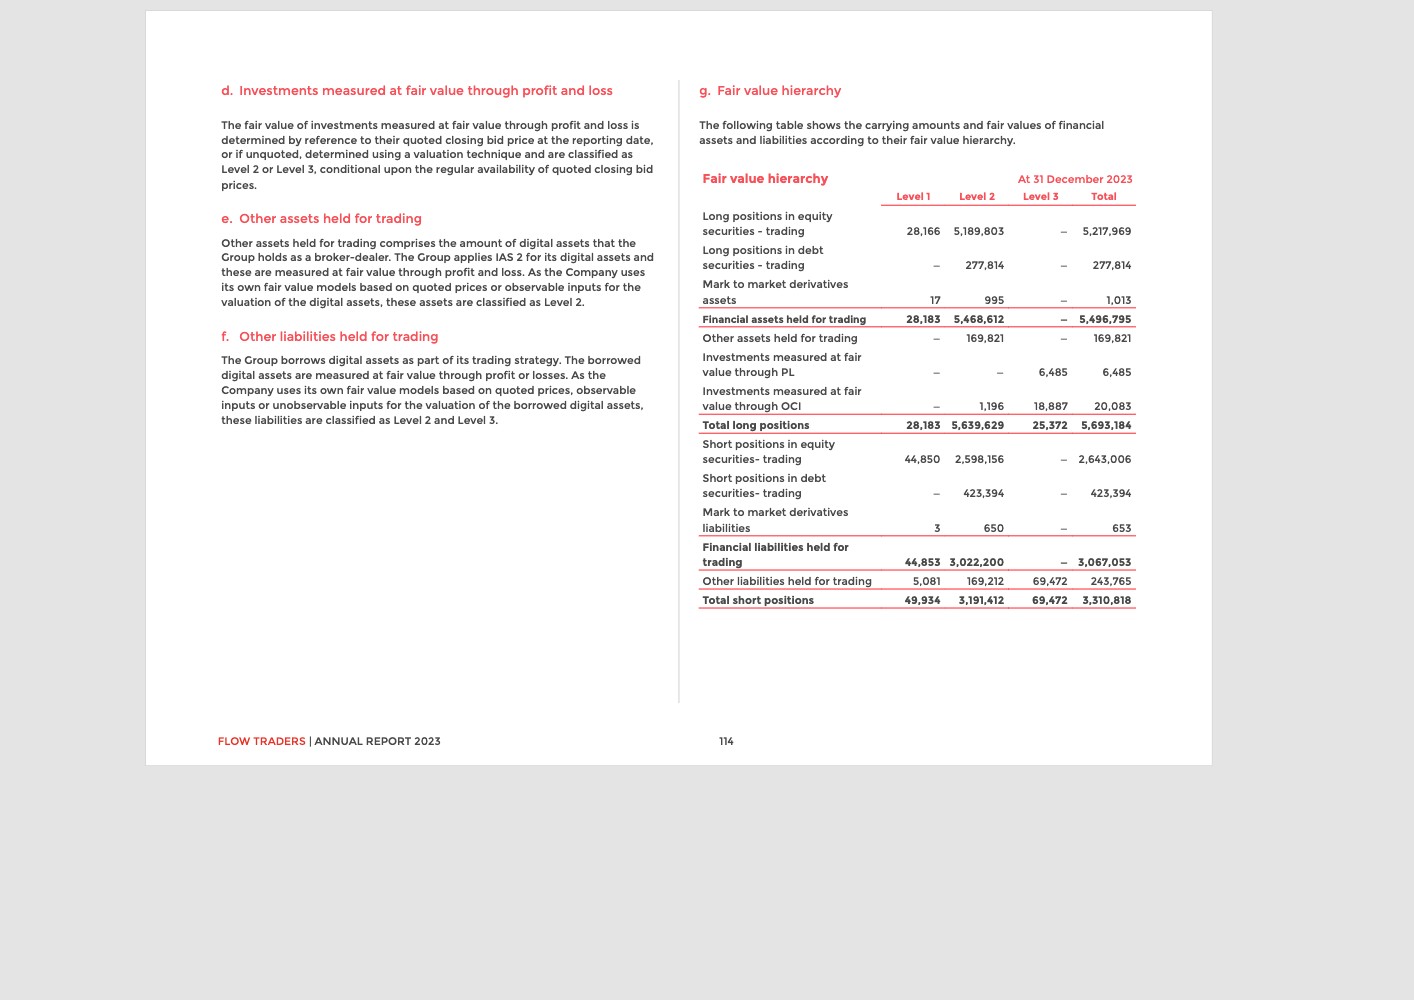 d. Investments measured at fair value through profit and loss
The fair value of investments measured at fair value through profit and loss is
determined by reference to their quoted closing bid price at the reporting date,
or if unquoted, determined using a valuation technique and are classified as
Level 2 or Level 3, conditional upon the regular availability of quoted closing bid
prices.
e. Other assets held for trading
Other assets held for trading comprises the amount of digital assets that the
Group holds as a broker-dealer. The Group applies IAS 2 for its digital assets and
these are measured at fair value through profit and loss. As the Company uses
its own fair value models based on quoted prices or observable inputs for the
valuation of the digital assets, these assets are classified as Level 2.
f. Other liabilities held for trading
The Group borrows digital assets as part of its trading strategy. The borrowed
digital assets are measured at fair value through profit or losses. As the
Company uses its own fair value models based on quoted prices, observable
inputs or unobservable inputs for the valuation of the borrowed digital assets,
these liabilities are classified as Level 2 and Level 3.
g. Fair value hierarchy
The following table shows the carrying amounts and fair values of financial
assets and liabilities according to their fair value hierarchy.
Fair value hierarchy At 31 December 2023
Level 1 Level 2 Level 3 Total
Long positions in equity
securities - trading 28,166 5,189,803 – 5,217,969
Long positions in debt
securities - trading – 277,814 – 277,814
Mark to market derivatives
assets 17 995 – 1,013
Financial assets held for trading 28,183 5,468,612 – 5,496,795
Other assets held for trading – 169,821 – 169,821
Investments measured at fair
value through PL – – 6,485 6,485
Investments measured at fair
value through OCI – 1,196 18,887 20,083
Total long positions 28,183 5,639,629 25,372 5,693,184
Short positions in equity
securities- trading 44,850 2,598,156 – 2,643,006
Short positions in debt
securities- trading – 423,394 – 423,394
Mark to market derivatives
liabilities 3 650 – 653
Financial liabilities held for
trading 44,853 3,022,200 – 3,067,053
Other liabilities held for trading 5,081 169,212 69,472 243,765
Total short positions 49,934 3,191,412 69,472 3,310,818
FLOW TRADERS | ANNUAL REPORT 2023 114